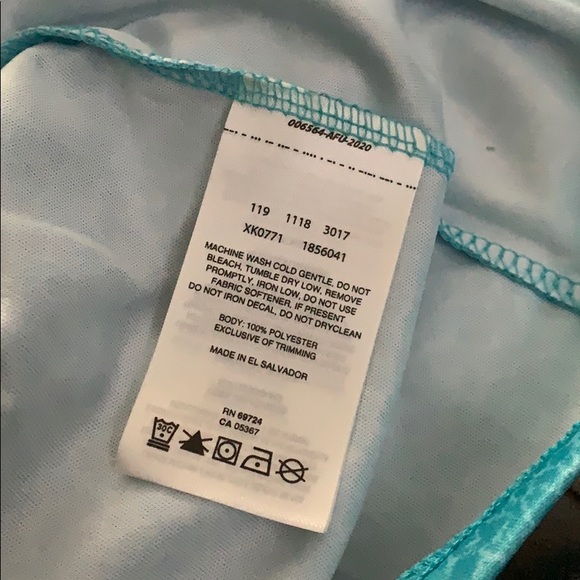 006564-AFU-2020
119 1118 3017
XK0771 1856041
MACHINE WASH COLD GENTLE, DO NOT
BLEACH, TUMBLE DRY LOW, REMOVE
PROMPTLY, IRON LOW, DO NOT USE
FABRIC SOFTENER, IF PRESENT
DO NOT IRON DECAL, DO NOT DRYCLEAN
BODY: 100% POLYESTER
EXCLUSIVE OF TRIMMING
MADE IN EL SALVADOR
RN 69724
CA 05367
30C